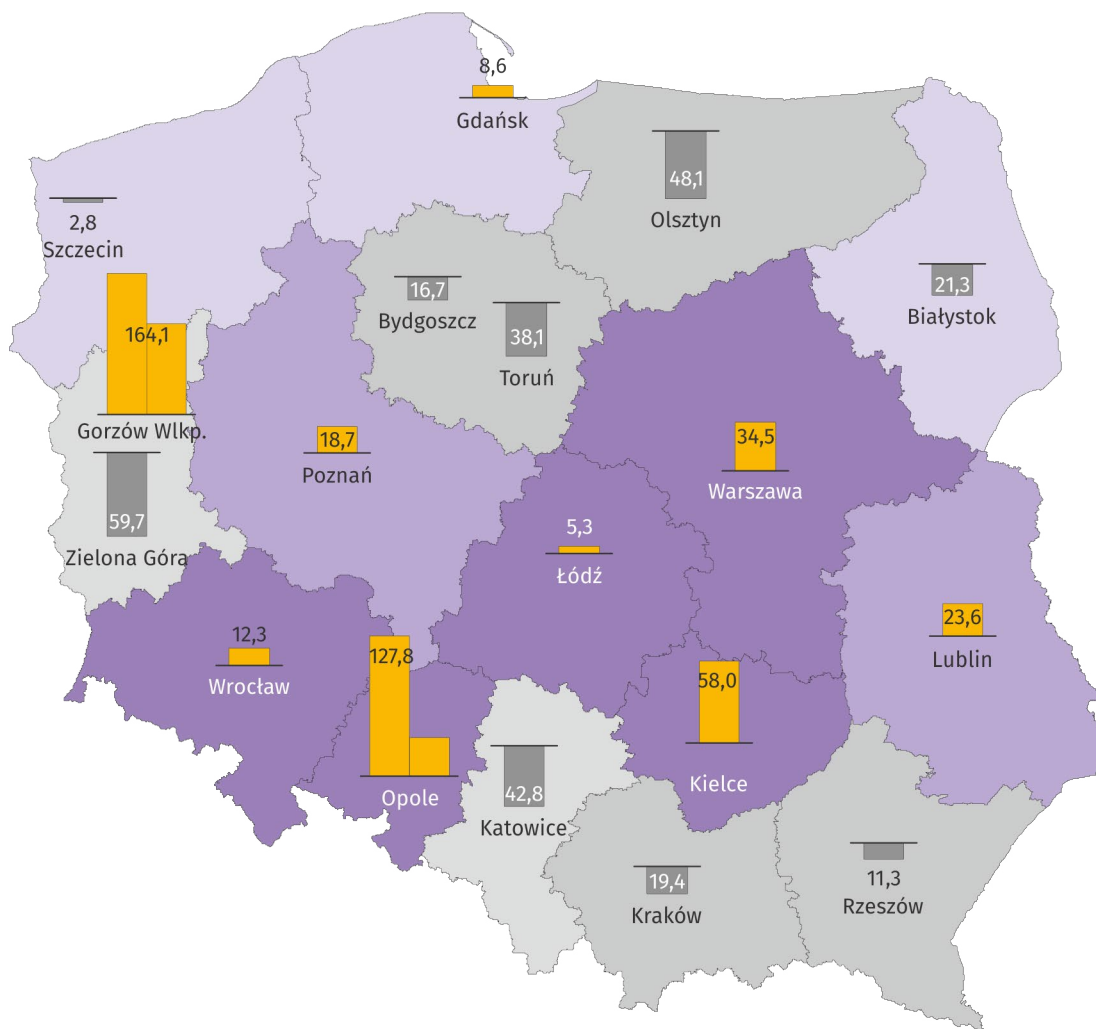 8,6
Gdańsk
48,1
Olsztyn
2,8
Szczecin
16,7
Bydgoszcz
21,3
Białystok
38,1
Toruń
164,1
Gorzów Wlkp.
18,7
Poznań
34,5
Warszawa
59,7
Zielona Góra
5,3
Łódź
12,3
Wrocław
23,6
Lublin
127,8
Opole
58,0
Kielce
42,8
Katowice
19,4
Kraków
11,3
Rzeszów